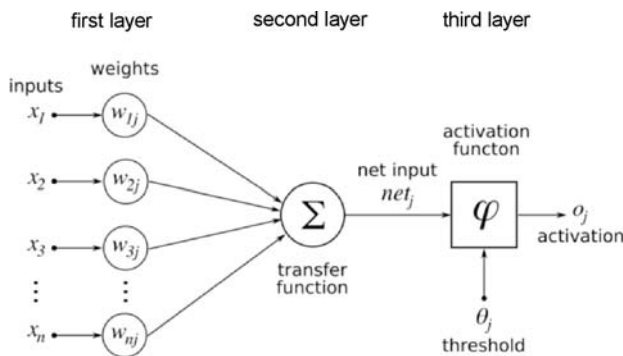 first layer
second layer
third layer
weights
inputs
x1
w1j
x2
w2j
x3
w3j
⋮
⋮
xn
wnj
Σ
transfer
function
net input
netj
activation
functon
φ
oj
activation
θj
threshold